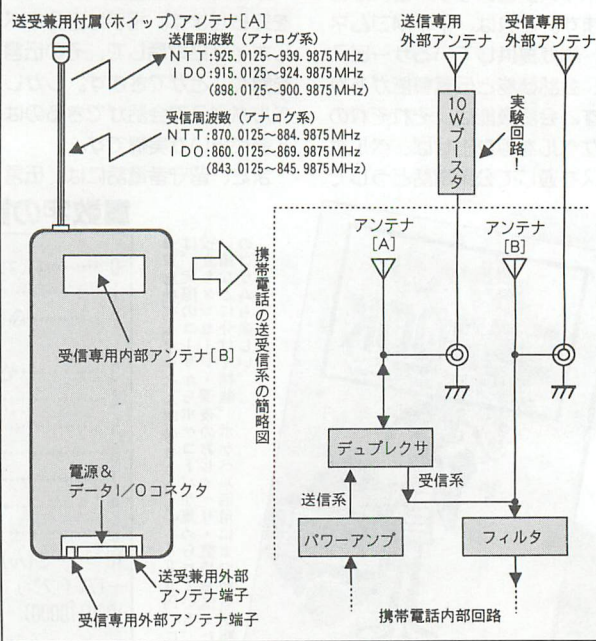 送受兼用付属(ホイップ)アンテナ[A]
送信周波数（アナログ系）
NTT:925.0125～939.9875MHz
IDO:915.0125～924.9875MHz
(898.0125～900.9875MHz)
受信周波数（アナログ系）
NTT:870.0125～884.9875MHz
IDO:860.0125～869.9875MHz
(843.0125～845.9875MHz)
受信専用内部アンテナ[B]
電源&
データI/Oコネクタ
送受兼用外部
アンテナ端子
受信専用外部アンテナ端子
送信専用
外部アンテナ
受信専用
外部アンテナ
10Wブースタ
実験回路!
携帯電話の送受信系の簡略図
アンテナ
[A]
アンテナ
[B]
デュプレクサ
送信系
受信系
パワーアンプ
フィルタ
携帯電話内部回路